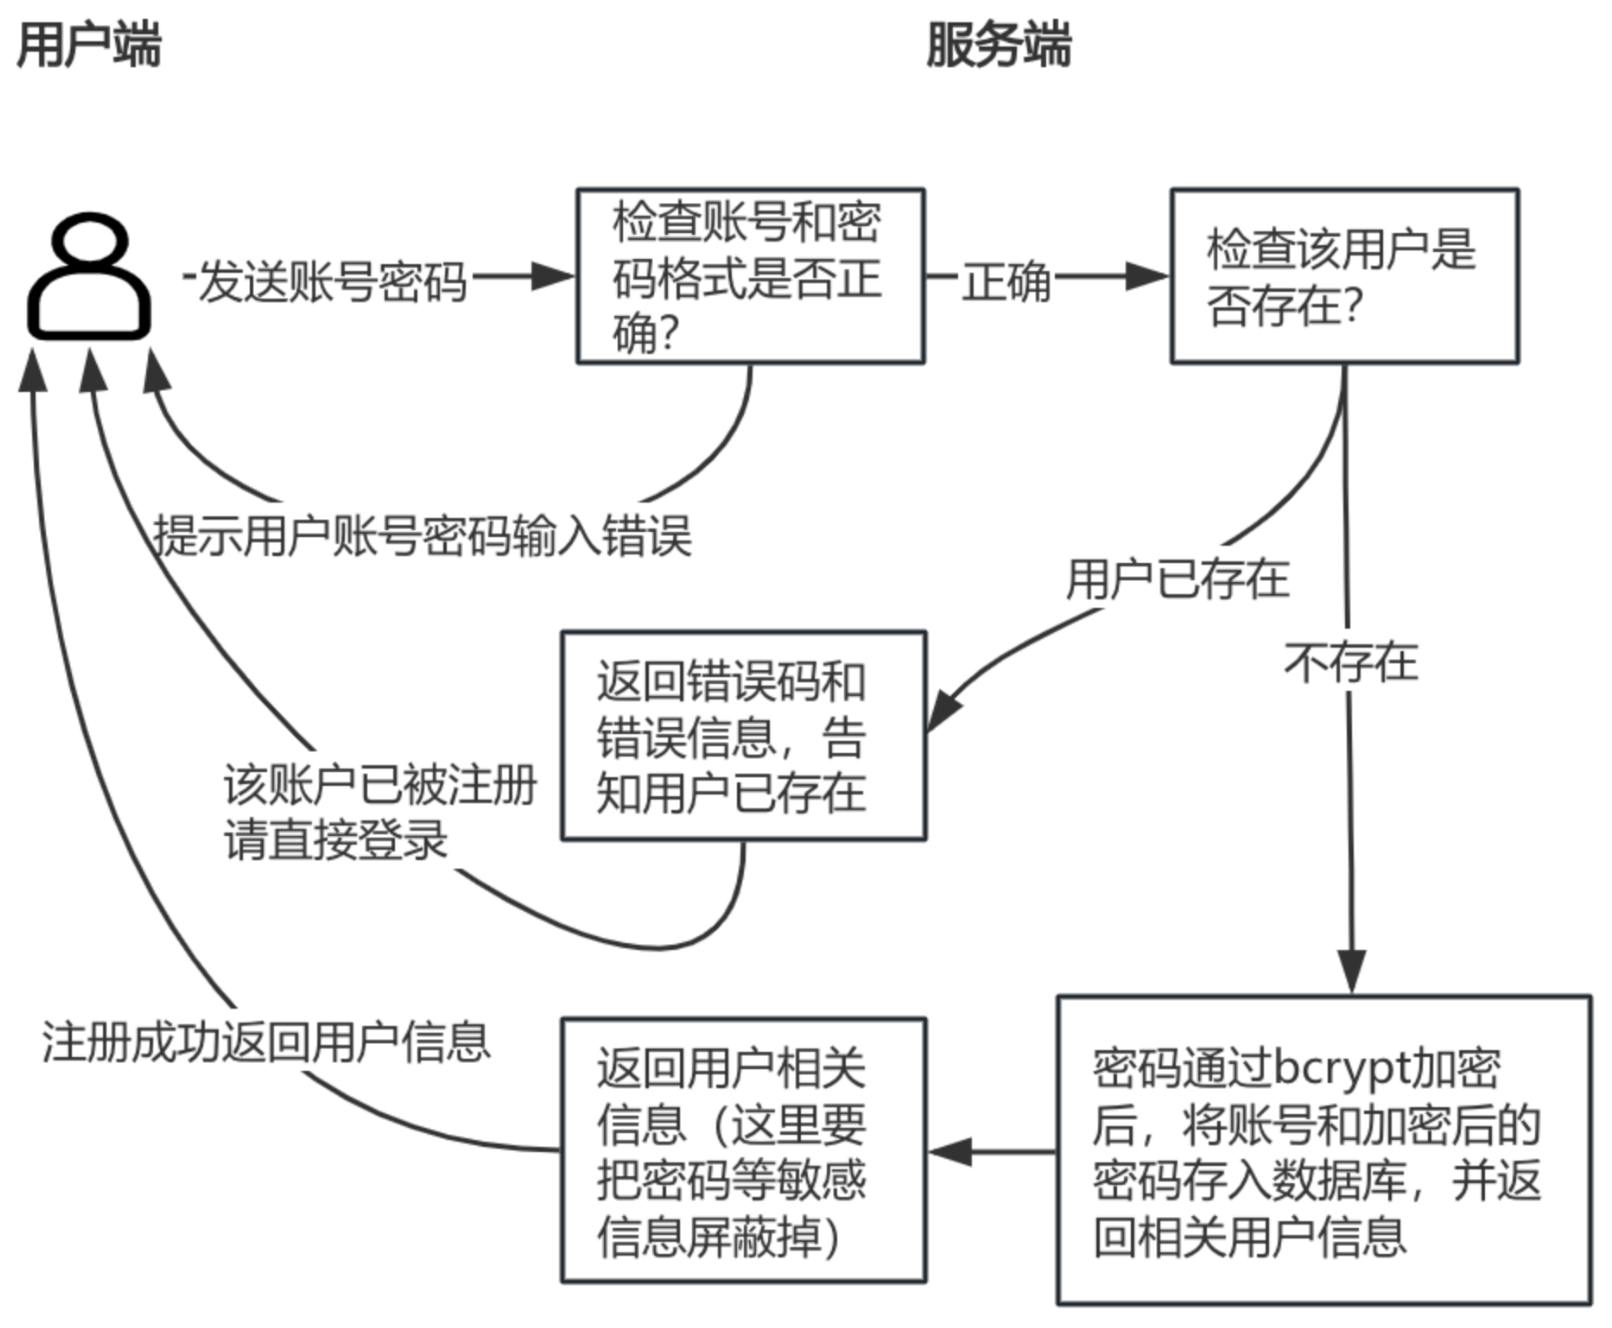 用户端
服务端
发送账号密码
检查账号和密
码格式是否正
确？
正确
检查该用户是
否存在？
提示用户账号密码输入错误
用户已存在
不存在
返回错误码和
错误信息，告
知用户已存在
该账户已被注册
请直接登录
注册成功返回用户信息
返回用户相关
信息（这里要
把密码等敏感
信息屏蔽掉）
密码通过bcrypt加密
后，将账号和加密后的
密码存入数据库，并返
回相关用户信息